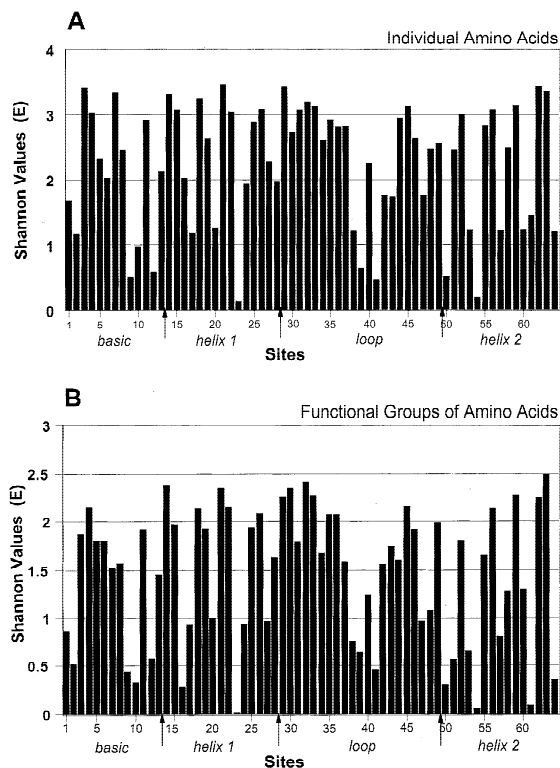 A
Individual Amino Acids
Shannon Values (E)
4
3
2
1
0
1 5 10 15 20 25 30 35 40 45 50 55 60
basic helix 1 loop helix 2
Sites
B
Functional Groups of Amino Acids
Shannon Values (E)
3
2.5
2
1.5
1
0.5
0
1 5 10 15 20 25 30 35 40 45 50 55 60
basic helix 1 loop helix 2
Sites